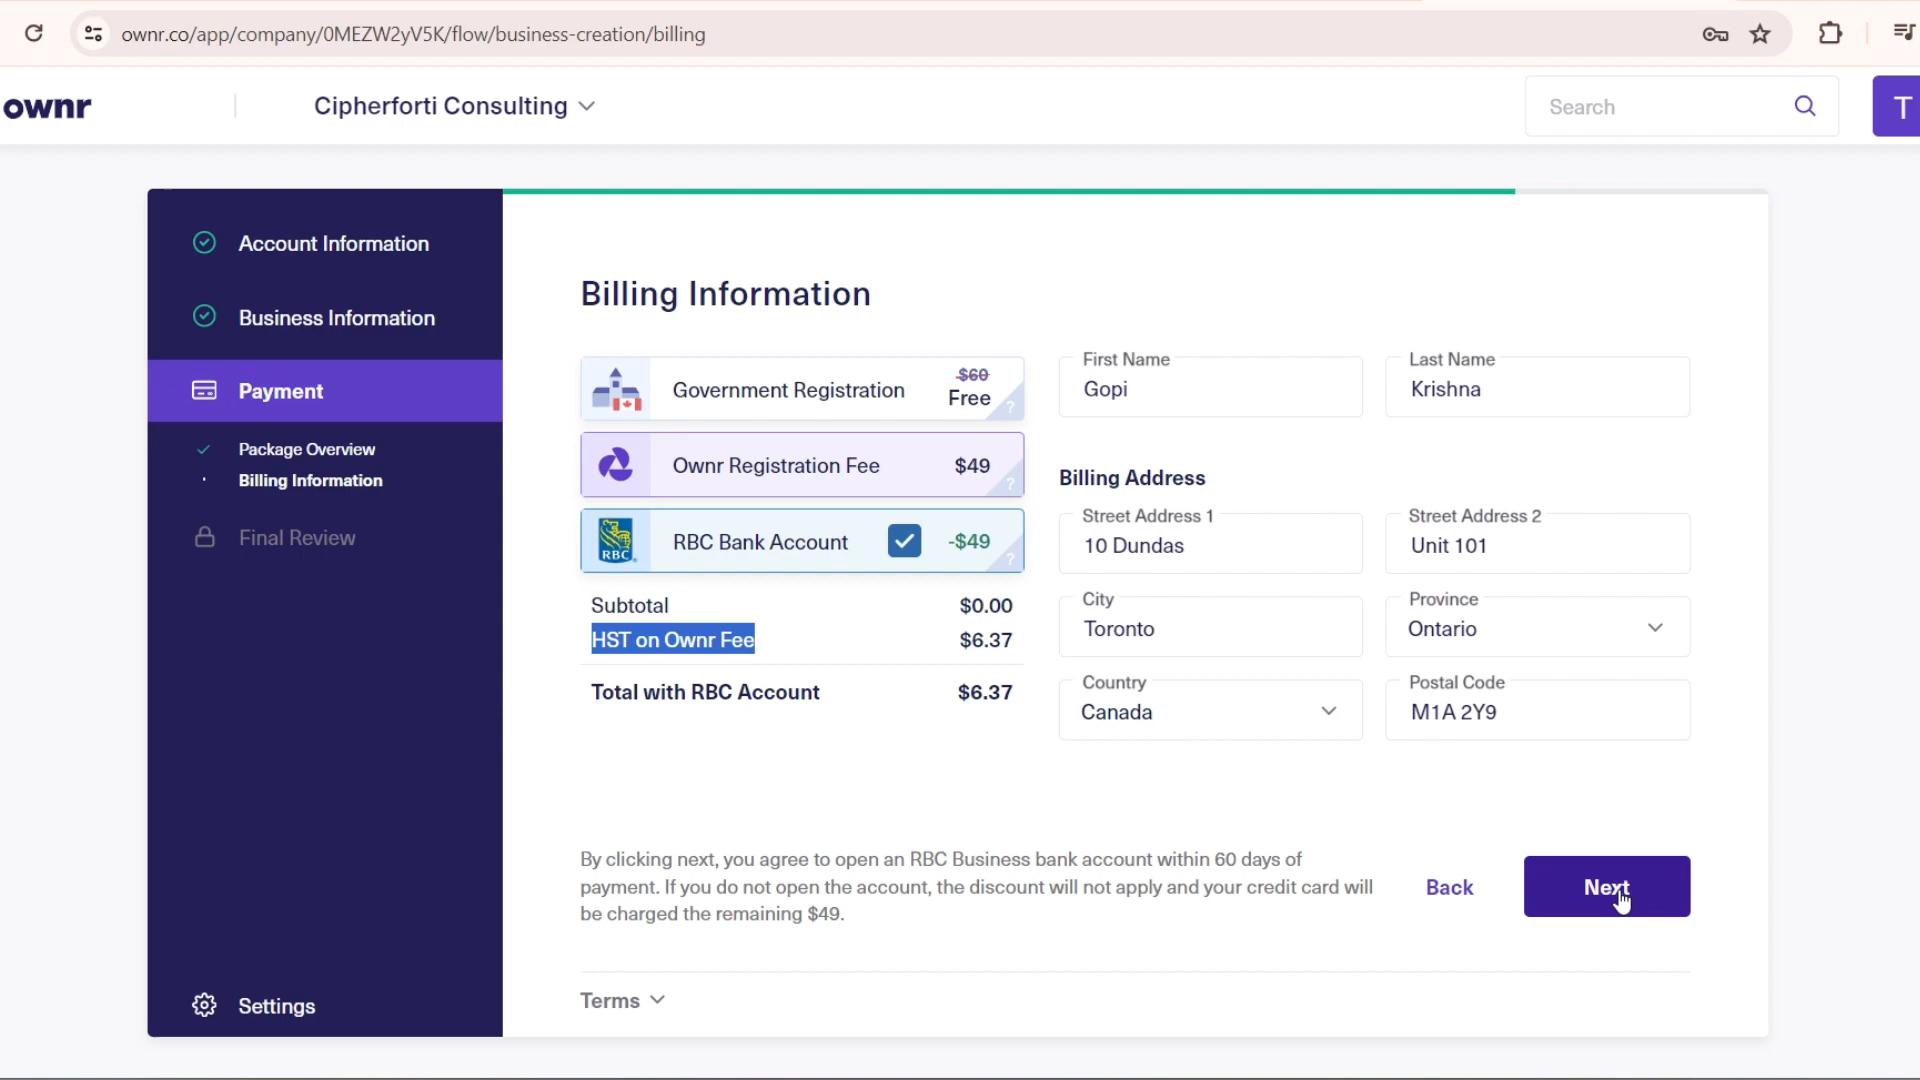 ownr.co/app/company/0MEZW2yV5K/flow/business-creation/billing
ownr
Cipherforti Consulting
Search
T
Account Information
Business Information
Payment
Package Overview
Billing Information
Final Review
Settings
Billing Information
Government Registration
$60
Free
?
Ownr Registration Fee
$49
?
RBC
RBC Bank Account
-$49
?
Subtotal
$0.00
HST on Ownr Fee
$6.37
Total with RBC Account
$6.37
First Name
Gopi
Last Name
Krishna
Billing Address
Street Address 1
10 Dundas
Street Address 2
Unit 101
City
Toronto
Province
Ontario
Country
Canada
Postal Code
M1A 2Y9
By clicking next, you agree to open an RBC Business bank account within 60 days of
payment. If you do not open the account, the discount will not apply and your credit card will
be charged the remaining $49.
Back
Next
Terms